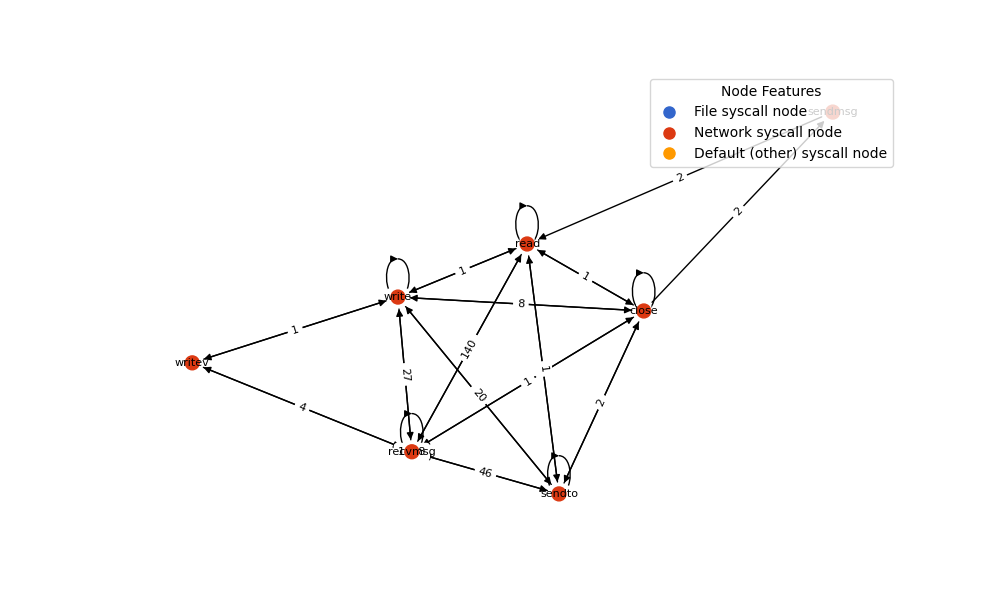 Node Features
File syscall node
sendmsg
Network syscall node
Default (other) syscall node
2
2
read
1
1
write
8
close
1
writev
27
140
1
1
20
2
4
recvmsg
46
sendto